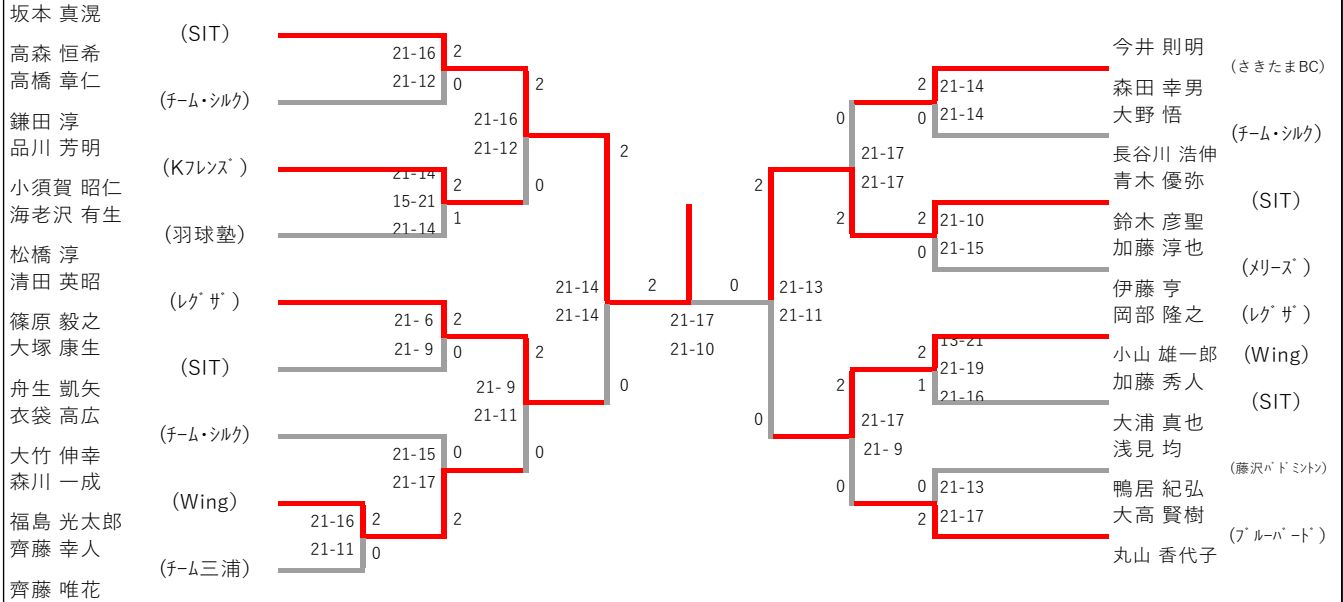 坂本 真滉
(SIT)
高森 恒希
高橋 章仁
(ﾁｰﾑ・ｼﾙｸ)
鎌田 淳
品川 芳明
(Kﾌﾚﾝｽﾞ)
小須賀 昭仁
海老沢 有生
(羽球塾)
松橋 淳
清田 英昭
(ﾚｸﾞｻﾞ)
篠原 毅之
大塚 康生
(SIT)
舟生 凱矢
衣袋 高広
(ﾁｰﾑ・ｼﾙｸ)
大竹 伸幸
森川 一成
(Wing)
福島 光太郎
齊藤 幸人
(ﾁｰﾑ三浦)
齊藤 唯花
21-16 2
21-12 0
21-14
15-21 2
21-14 1
21- 6 2
21- 9 0
21-15 0
21-17 2
21-16 2
21-11 0
2
21-16
21-12
0
2
21- 9
21-11
0
2
21-14
21-14
0
2 0
21-17
21-10
2
21-13
21-11
0
0
21-17
21-17
2
2
21-17
21- 9
0
2 21-14
0 21-14
2 21-10
0 21-15
13-21
2 21-19
1 21-16
0 21-13
2 21-17
今井 則明
(さきたまBC)
森田 幸男
大野 悟
(ﾁｰﾑ・ｼﾙｸ)
長谷川 浩伸
青木 優弥
(SIT)
鈴木 彦聖
加藤 淳也
(ﾒﾘｰｽﾞ)
伊藤 亨
岡部 隆之
(ﾚｸﾞｻﾞ)
小山 雄一郎
(Wing)
加藤 秀人
(SIT)
大浦 真也
浅見 均
(藤沢ﾊﾞﾄﾞﾐﾝﾄﾝ)
鴨居 紀弘
大高 賢樹
(ﾌﾞﾙｰﾊﾞｰﾄﾞ)
丸山 香代子